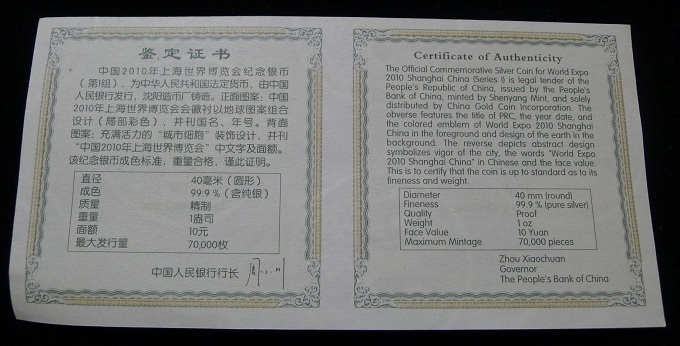 鉴定证书
中国2010年上海世界博览会纪念银币
（第1组），为中华人民共和国法定货币，由中国
人民银行发行，沈阳造币厂铸造。正面图案：中国
2010年上海世界博览会会徽衬以地球图案组合
设计（局部彩色），并刊国名、年号。背面
图案：充满活力的“城市细胞”装饰设计，并刊
“中国2010年上海世界博览会”中文字及面额。
该纪念银币成色标准，重量合格，谨此证明。
直径 40毫米（圆形）
成色 99.9％（含纯银）
质量 精制
重量 1盎司
面额 10元
最大发行量 70,000枚
中国人民银行行长
Certificate of Authenticity
The Official Commemorative Silver Coin for World Expo
2010 Shanghai China (Series I) is legal tender of the
People's Republic of China, issued by the People's
Bank of China, minted by Shenyang Mint, and solely
distributed by China Gold Coin Incorporation. The
obverse features the title of PRC, the year date, and
the colored emblem of World Expo 2010 Shanghai
China in the foreground and design of the earth in the
background. The reverse depicts abstract design
symbolizes vigor of the city, the words "World Expo
2010 Shanghai China" in Chinese and the face value.
This is to certify that the coin is up to standard as to its
fineness and weight.
Diameter 40 mm (round)
Fineness 99.9 % (pure silver)
Quality Proof
Weight 1 oz
Face Value 10 Yuan
Maximum Mintage 70,000 pieces
Zhou Xiaochuan
Governor
The People's Bank of China